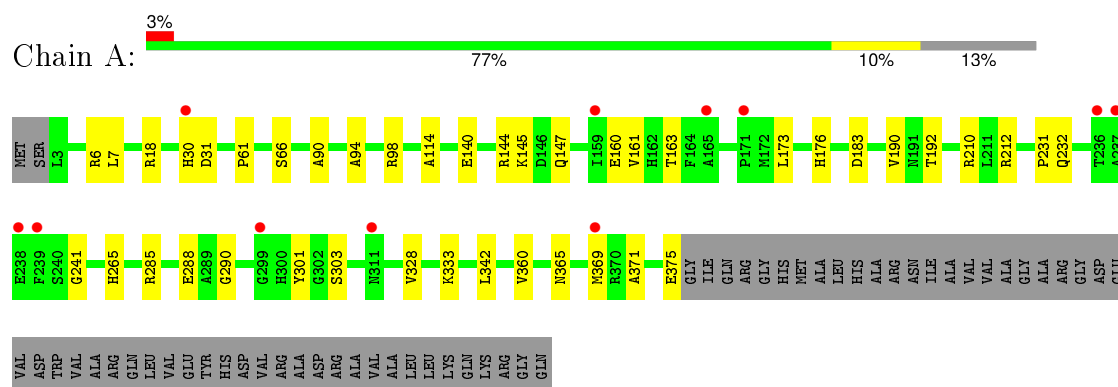 3%
Chain A:
77% 10% 13%
MET SER L3 R6 L7 R18 H30 D31 P61 S66 A90 A94 R98 A114 E140 R144 K145 D146 Q147 I159 E160 V161 H162 T163 F164 A165 P171 M172 L173 H176 D183 V190 N191 T192 R210 L211 R212 P231 Q232 T236 A237
E238 F239 S240 G241 H265 R285 E288 A289 G290 G299 H300 Y301 G302 S303 N311 V328 K333 L342 V360 N365 M369 R370 A371 E375 GLY ILE GLN ARG GLY HIS MET ALA LEU HIS ALA ARG ASN ILE ALA VAL VAL ALA GLY ALA ARG GLY ASP GLU
VAL ASP TRP VAL ALA ARG GLN LEU VAL GLU TYR HIS ASP VAL ARG ALA ASP ARG ALA VAL ALA LEU LEU LYS GLN LYS ARG GLY GLN